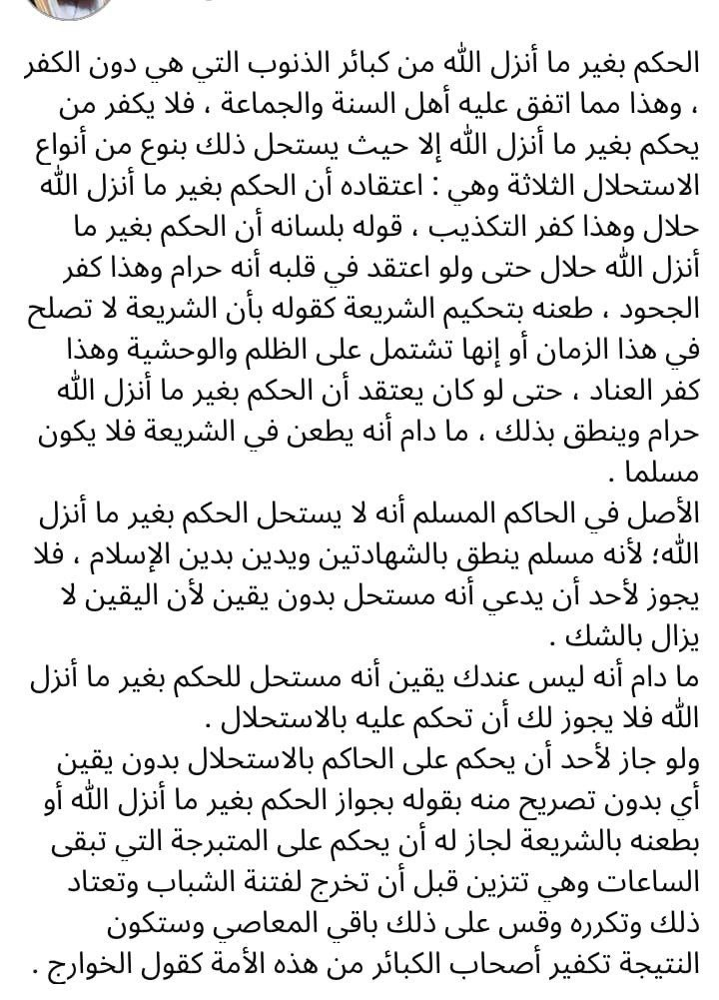 الحكم بغير ما أنزل الله من كبائر الذنوب التي هي دون الكفر
، وهذا مما اتفق عليه أهل السنة والجماعة ، فلا يكفر من
يحكم بغير ما أنزل الله إلا حيث يستحل ذلك بنوع من أنواع
الاستحلال الثلاثة وهي : اعتقاده أن الحكم بغير ما أنزل الله
حلال وهذا كفر التكذيب ، قوله بلسانه أن الحكم بغير ما
أنزل الله حلال حتى ولو اعتقد في قلبه أنه حرام وهذا كفر
الجحود ، طعنه بتحكيم الشريعة كقوله بأن الشريعة لا تصلح
في هذا الزمان أو إنها تشتمل على الظلم والوحشية وهذا
كفر العناد ، حتى لو كان يعتقد أن الحكم بغير ما أنزل الله
حرام وينطق بذلك ، ما دام أنه يطعن في الشريعة فلا يكون
مسلما .
الأصل في الحاكم المسلم أنه لا يستحل الحكم بغير ما أنزل
الله؛ لأنه مسلم ينطق بالشهادتين ويدين بدين الإسلام ، فلا
يجوز لأحد أن يدعي أنه مستحل بدون يقين لأن اليقين لا
يزال بالشك .
ما دام أنه ليس عندك يقين أنه مستحل للحكم بغير ما أنزل
الله فلا يجوز لك أن تحكم عليه بالاستحلال .
ولو جاز لأحد أن يحكم على الحاكم بالاستحلال بدون يقين
أي بدون تصريح منه بقوله بجواز الحكم بغير ما أنزل الله أو
بطعنه بالشريعة لجاز له أن يحكم على المتبرجة التي تبقى
الساعات وهي تتزين قبل أن تخرج لفتنة الشباب وتعتاد
ذلك وتكرره وقس على ذلك باقي المعاصي وستكون
النتيجة تكفير أصحاب الكبائر من هذه الأمة كقول الخوارج .